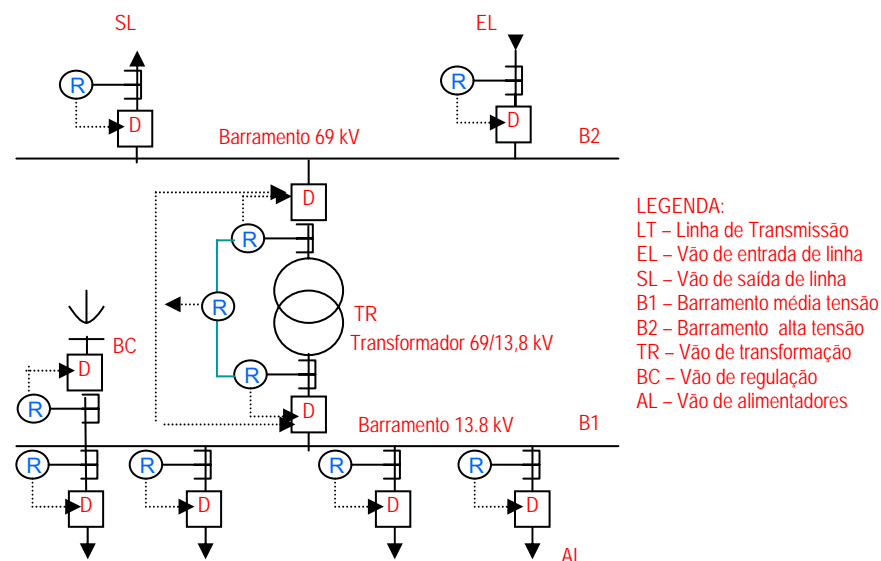 SL
EL
R
R
D
D
Barramento 69 kV
B2
D
R
R
TR
Transformador 69/13,8 kV
BC
D
R
R
D
Barramento 13.8 kV
B1
R
R
R
R
D
D
D
D
AL
LEGENDA:
LT – Linha de Transmissão
EL – Vão de entrada de linha
SL – Vão de saída de linha
B1 – Barramento média tensão
B2 – Barramento alta tensão
TR – Vão de transformação
BC – Vão de regulação
AL – Vão de alimentadores